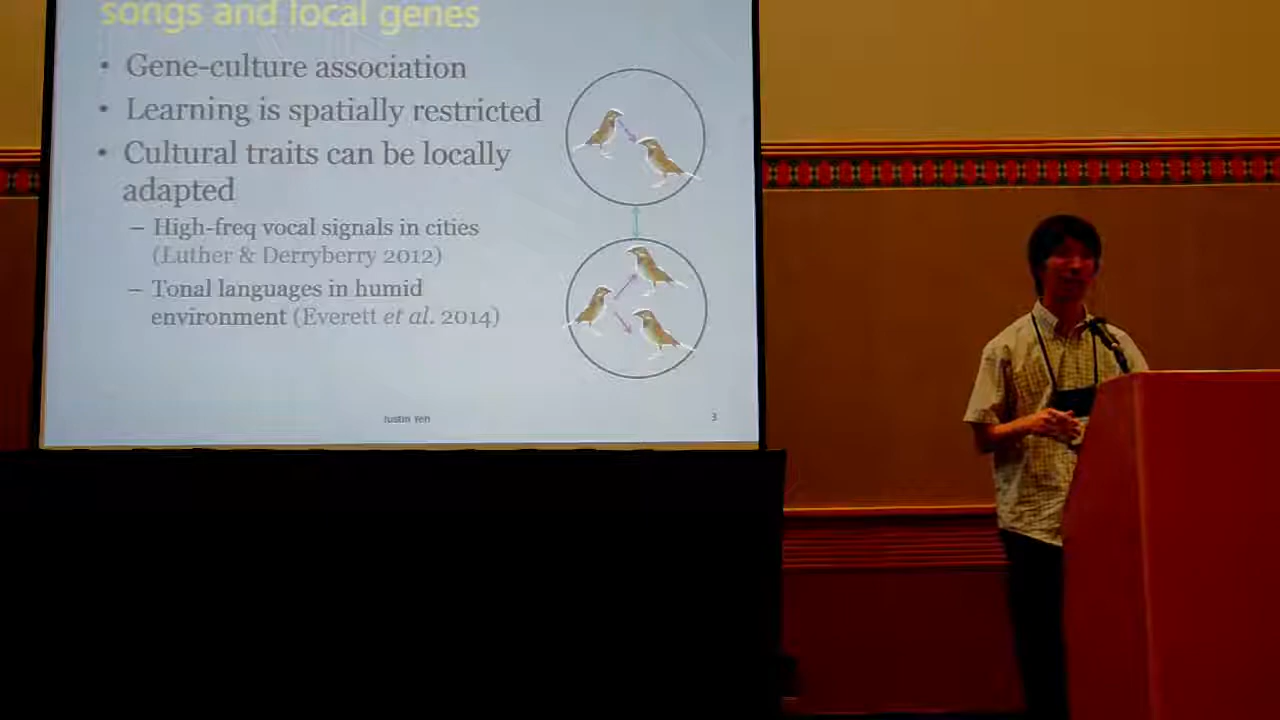 songs and local genes
• Gene-culture association
• Learning is spatially restricted
• Cultural traits can be locally
adapted
– High-freq vocal signals in cities
(Luther & Derryberry 2012)
– Tonal languages in humid
environment (Everett et al. 2014)
Justin Yeh
3